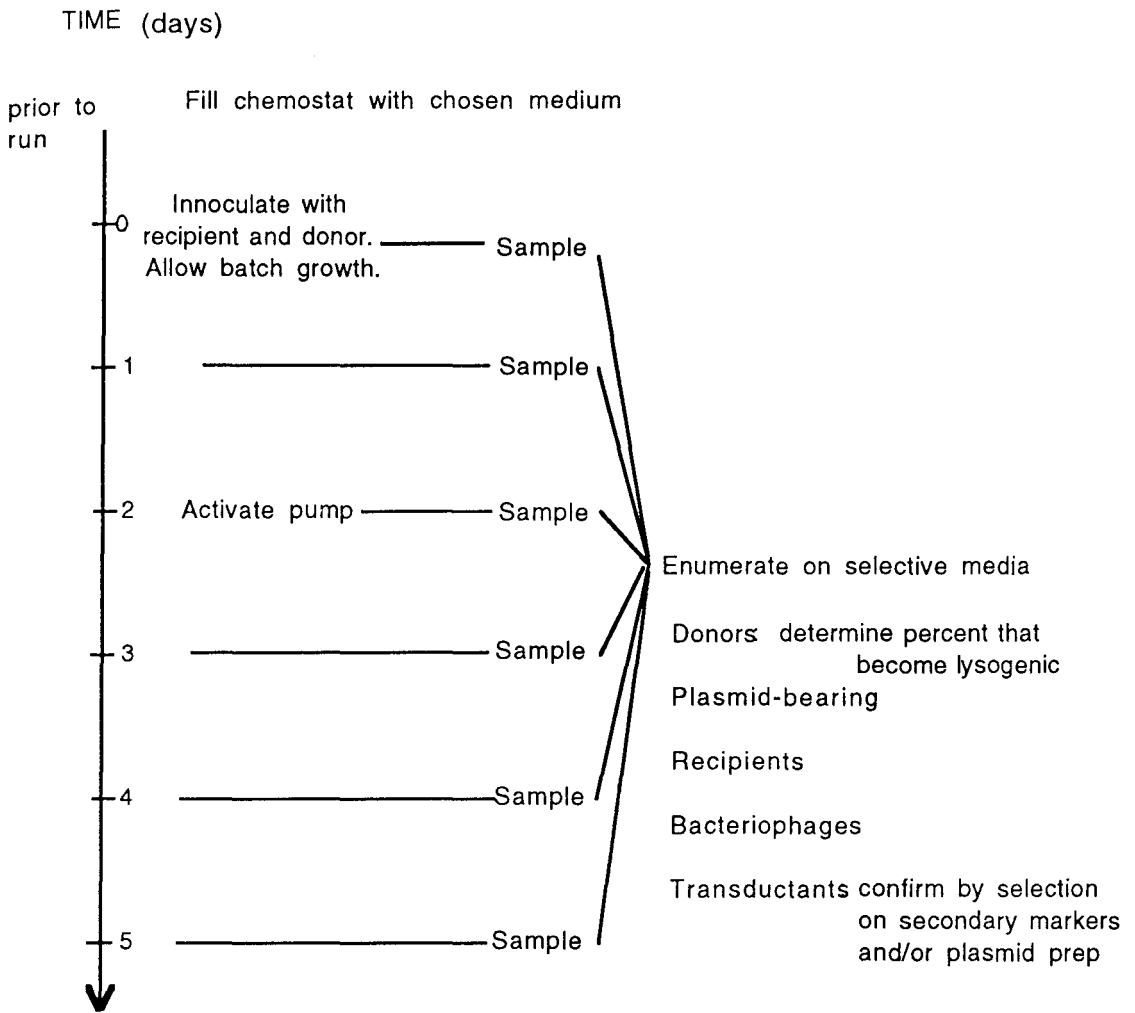 TIME (days)
prior to
run
Fill chemostat with chosen medium
0
Innoculate with
recipient and donor.
Allow batch growth.
Sample
1
Sample
2
Activate pump
Sample
Enumerate on selective media
3
Sample
Donors: determine percent that
become lysogenic
Plasmid-bearing
Recipients
4
Sample
Bacteriophages
Transductants confirm by selection
on secondary markers
and/or plasmid prep
5
Sample